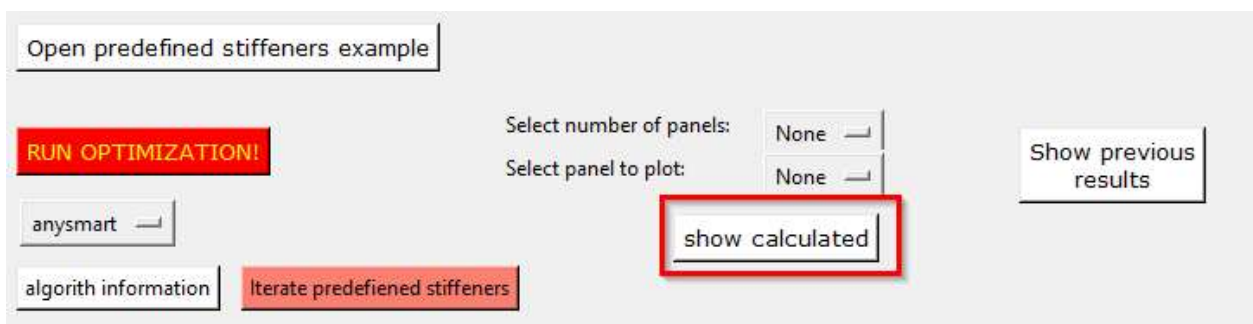 Open predefined stiffeners example
RUN OPTIMIZATION!
anysmart
algorith information
Iterate predefiened stiffeners
Select number of panels:
None
Select panel to plot:
None
show calculated
Show previous
results